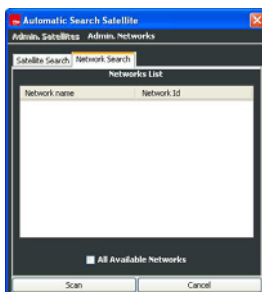 Automatic Search Satellite
Admin. Satellites Admin. Networks
Satellite Search Network Search
Networks List
Network name Network Id
All Available Networks
Scan Cancel